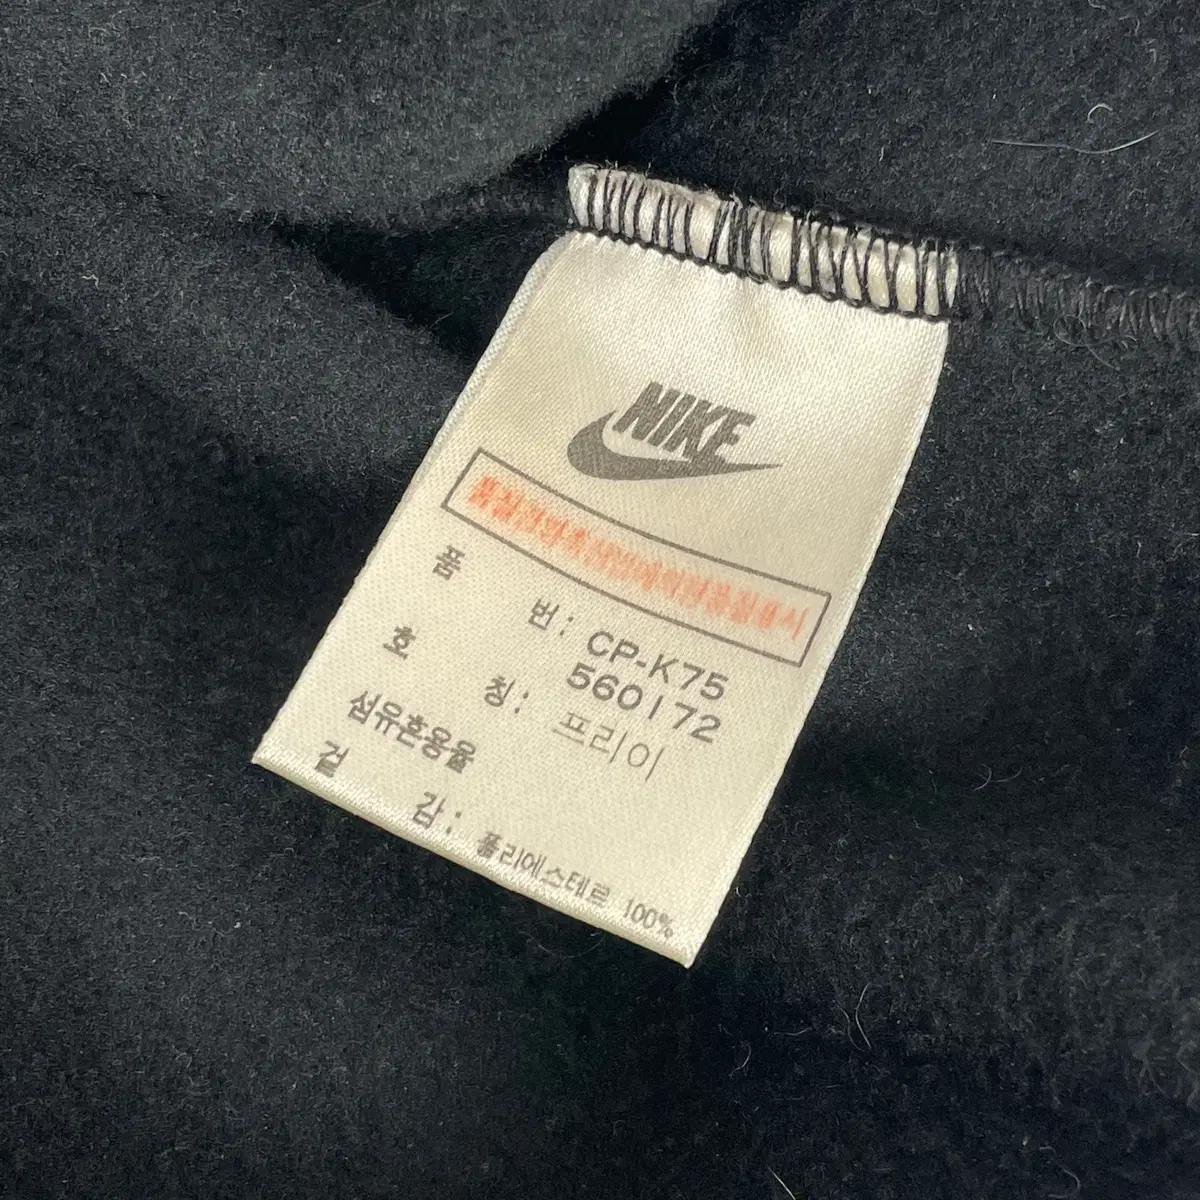 NIKE
품 번: CP-K75
560172
호 칭: 프리이
섬유혼용율
겉 감: 폴리에스테르 100%